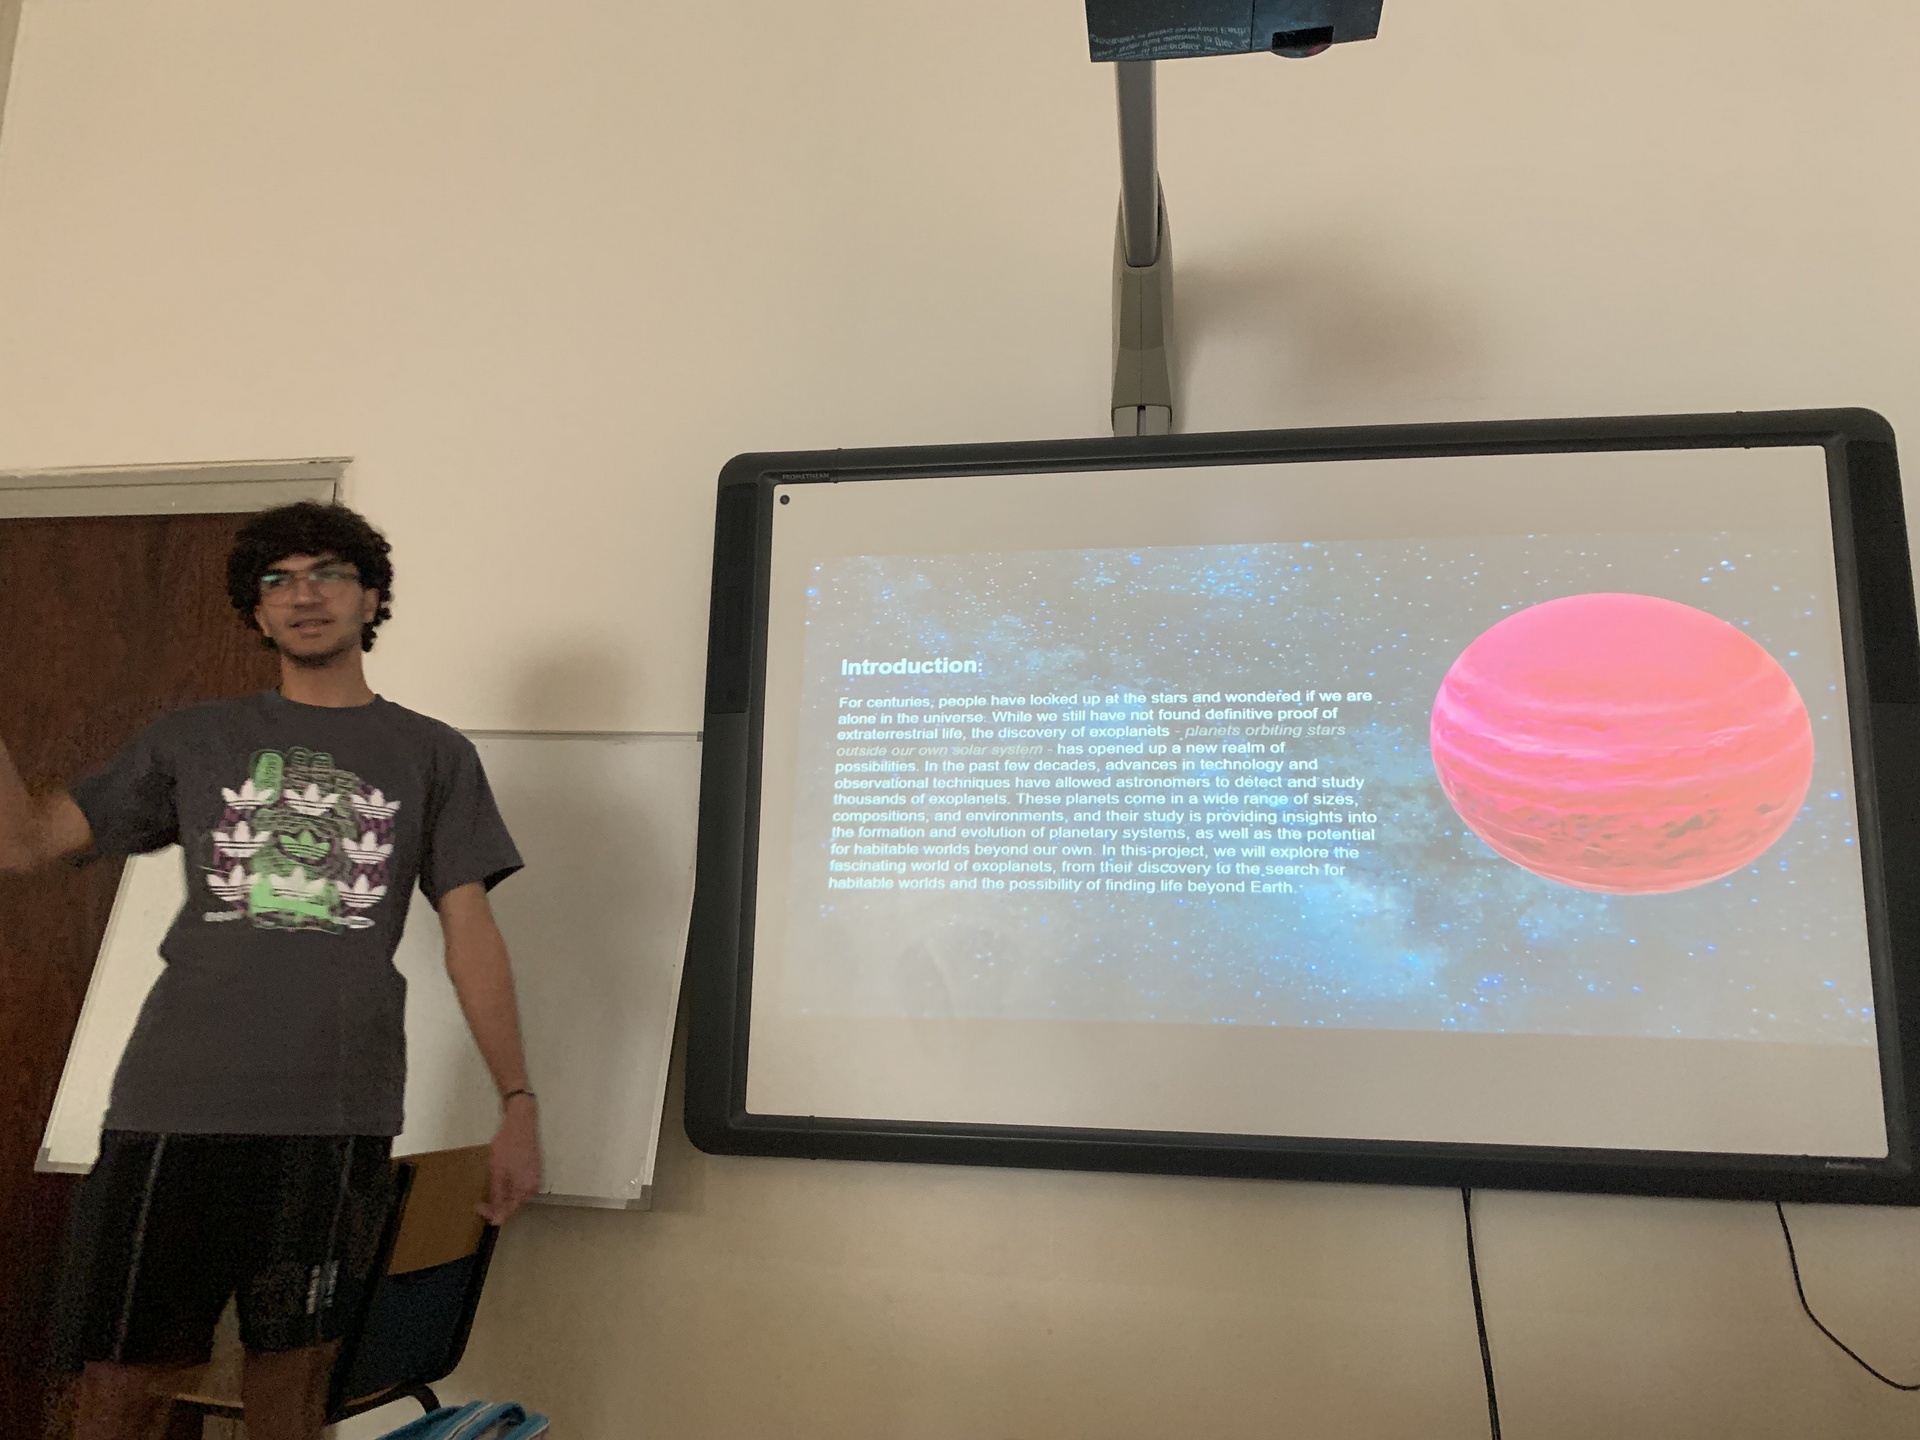 PROMETHEAN
Introduction:
For centuries, people have looked up at the stars and wondered if we are
alone in the universe. While we still have not found definitive proof of
extraterrestrial life, the discovery of exoplanets - planets orbiting stars
outside our own solar system - has opened up a new realm of
possibilities. In the past few decades, advances in technology and
observational techniques have allowed astronomers to detect and study
thousands of exoplanets. These planets come in a wide range of sizes,
compositions, and environments, and their study is providing insights into
the formation and evolution of planetary systems, as well as the potential
for habitable worlds beyond our own. In this project, we will explore the
fascinating world of exoplanets, from their discovery to the search for
habitable worlds and the possibility of finding life beyond Earth.